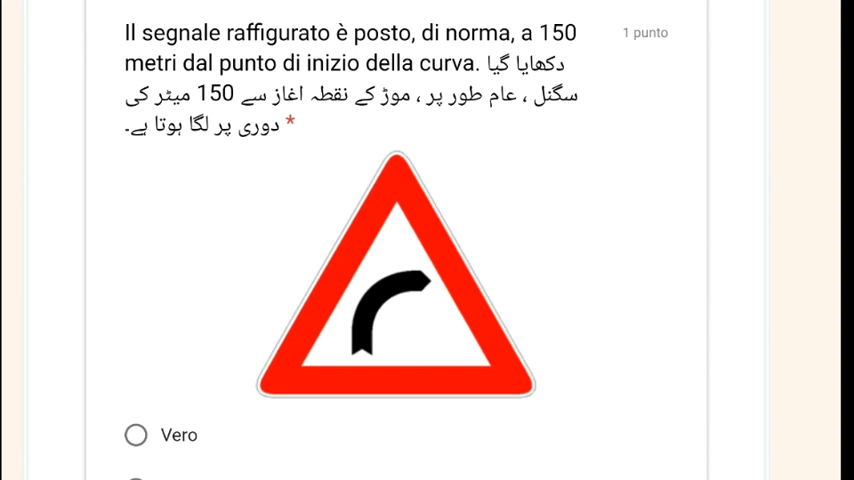 Il segnale raffigurato è posto, di norma, a 150
1 punto
metri dal punto di inizio della curva. دکھایا گیا
سگنل ، عام طور پر ، موڑ کے نقطہ اغاز سے 150 میٹر کی
دوری پر لگا ہوتا ہے۔ *
Vero